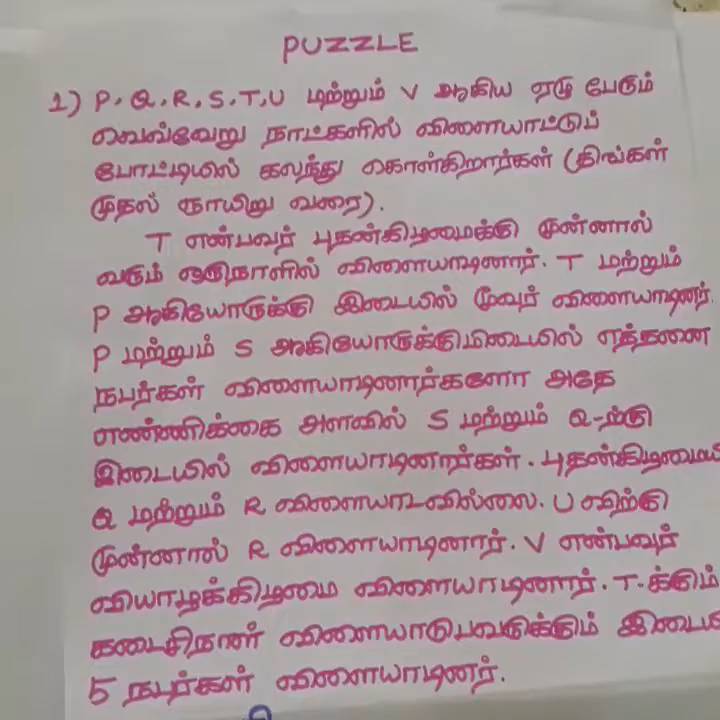 PUZZLE
1) P, Q, R, S, T, U மற்றும் V ஆகிய ஏழு பேரும்
வெவ்வேறு நாட்களில் விளையாட்டுப்
போட்டியில் கலந்து கொள்கிறார்கள் (திங்கள்
முதல் ஞாயிறு வரை).
T என்பவர் புதன்கிழமைக்கு முன்னால்
வரும் ஒருநாளில் விளையாடினார். T மற்றும்
P ஆகியோருக்கு இடையில் மூவர் விளையாடினர்.
P மற்றும் S ஆகியோருக்குமிடையில் எத்தனை
நபர்கள் விளையாடினார்களோ அதே
எண்ணிக்கை அளவில் S மற்றும் Q-ற்கு
இடையில் விளையாடினார்கள். புதன்கிழமையி
Q மற்றும் R விளையாடவில்லை. U விற்கு
முன்னால் R விளையாடினார். V என்பவர்
வியாழக்கிழமை விளையாடினார். T-க்கும்
கடைசிநாள் விளையாடுபவருக்கும் இடையி
5 நபர்கள் விளையாடினர்.